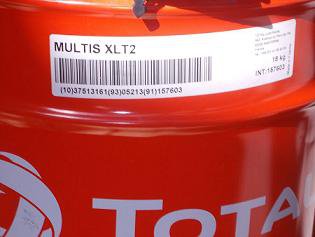 MULTIS XLT2
18 kg
INT:157603
(10)37513161(93)05213(91)157603
TOTA